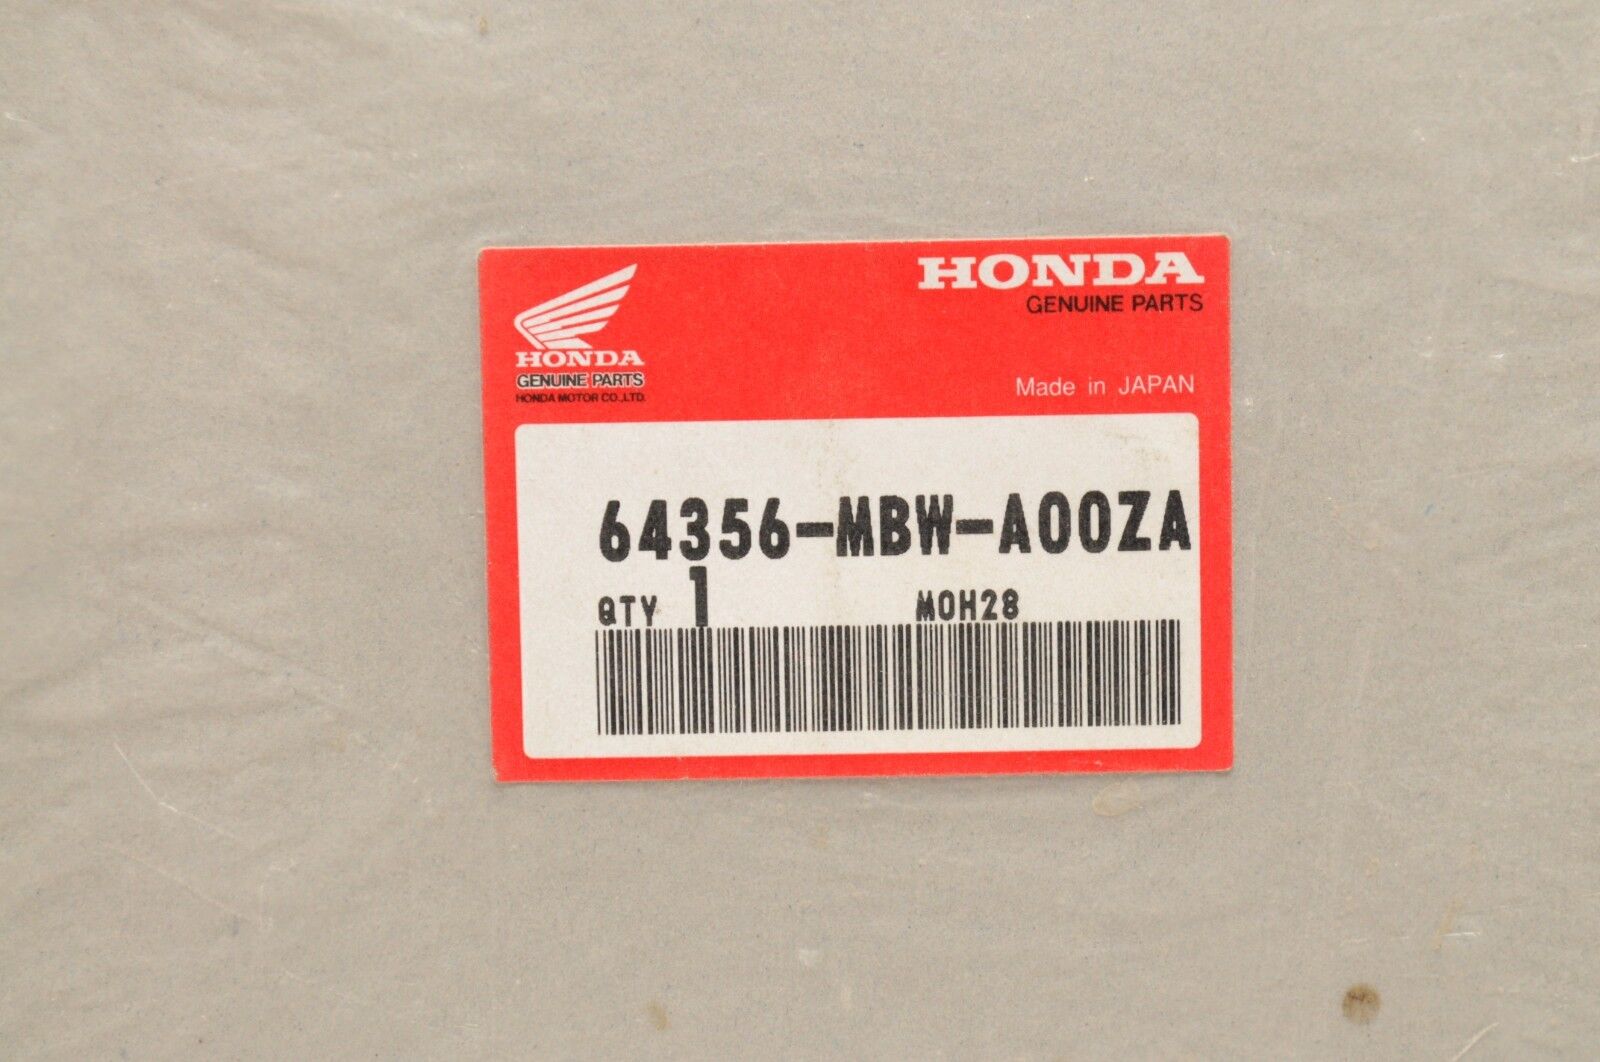 HONDA
GENUINE PARTS
HONDA
GENUINE PARTS
HONDA MOTOR CO.,LTD.
Made in JAPAN
64356-MBW-A00ZA
QTY 1 MOH28